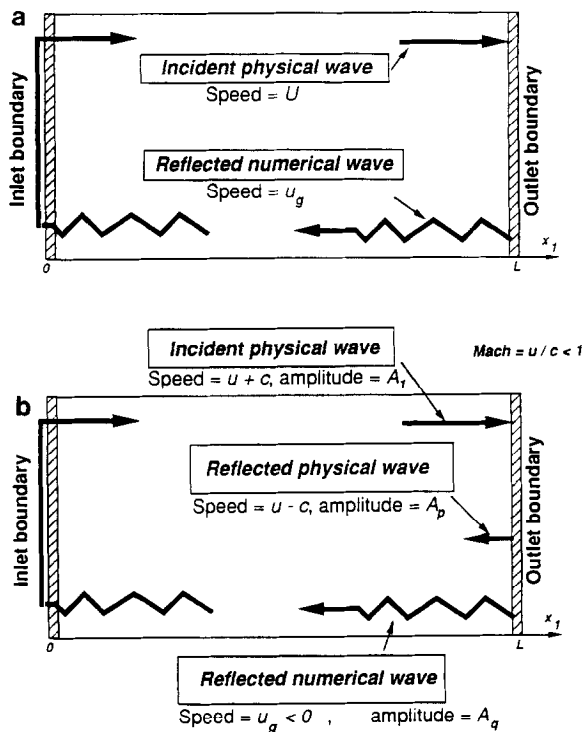 a
Inlet boundary
Incident physical wave
Speed = U
Reflected numerical wave
Speed = u_g
Outlet boundary
0
L
x_1
Incident physical wave
Speed = u + c, amplitude = A_1
Mach = u / c < 1
b
Inlet boundary
Reflected physical wave
Speed = u - c, amplitude = A_p
Outlet boundary
0
L
x_1
Reflected numerical wave
Speed = u_g < 0 , amplitude = A_q